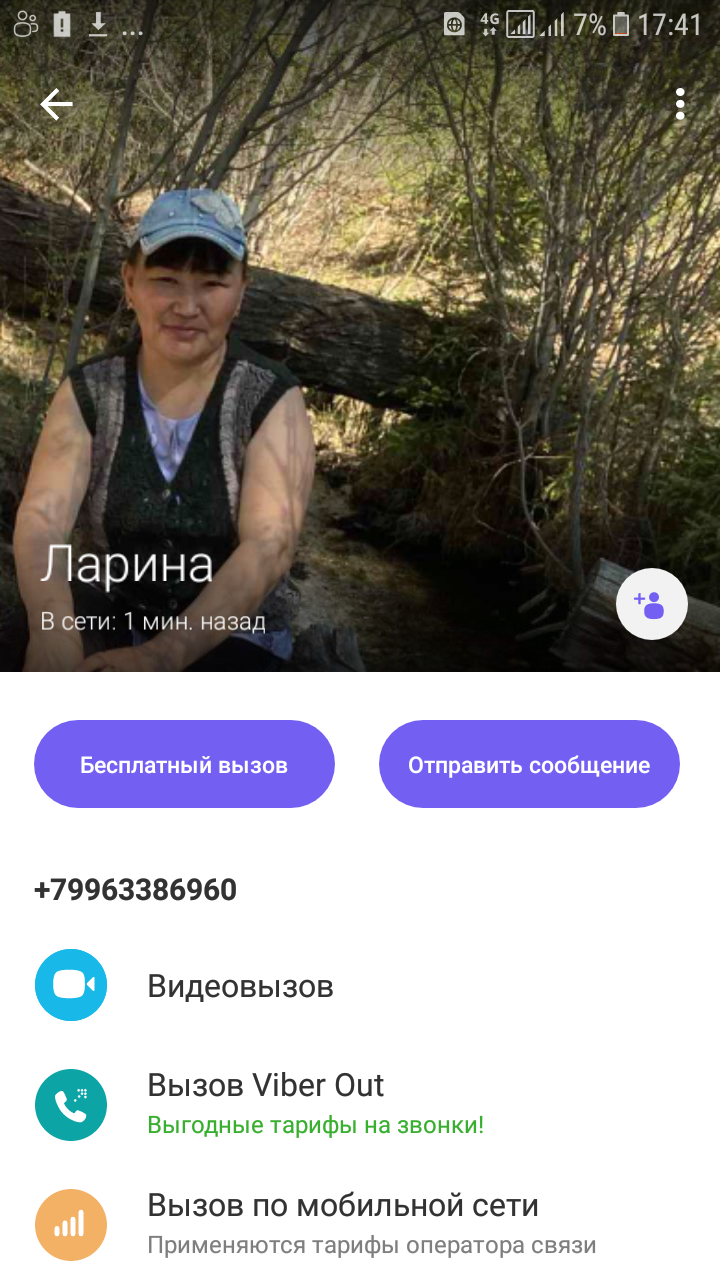 4G 7% 17:41
Ларина
В сети: 1 мин. назад
Бесплатный вызов
Отправить сообщение
+79963386960
Видеовызов
Вызов Viber Out
Выгодные тарифы на звонки!
Вызов по мобильной сети
Применяются тарифы оператора связи